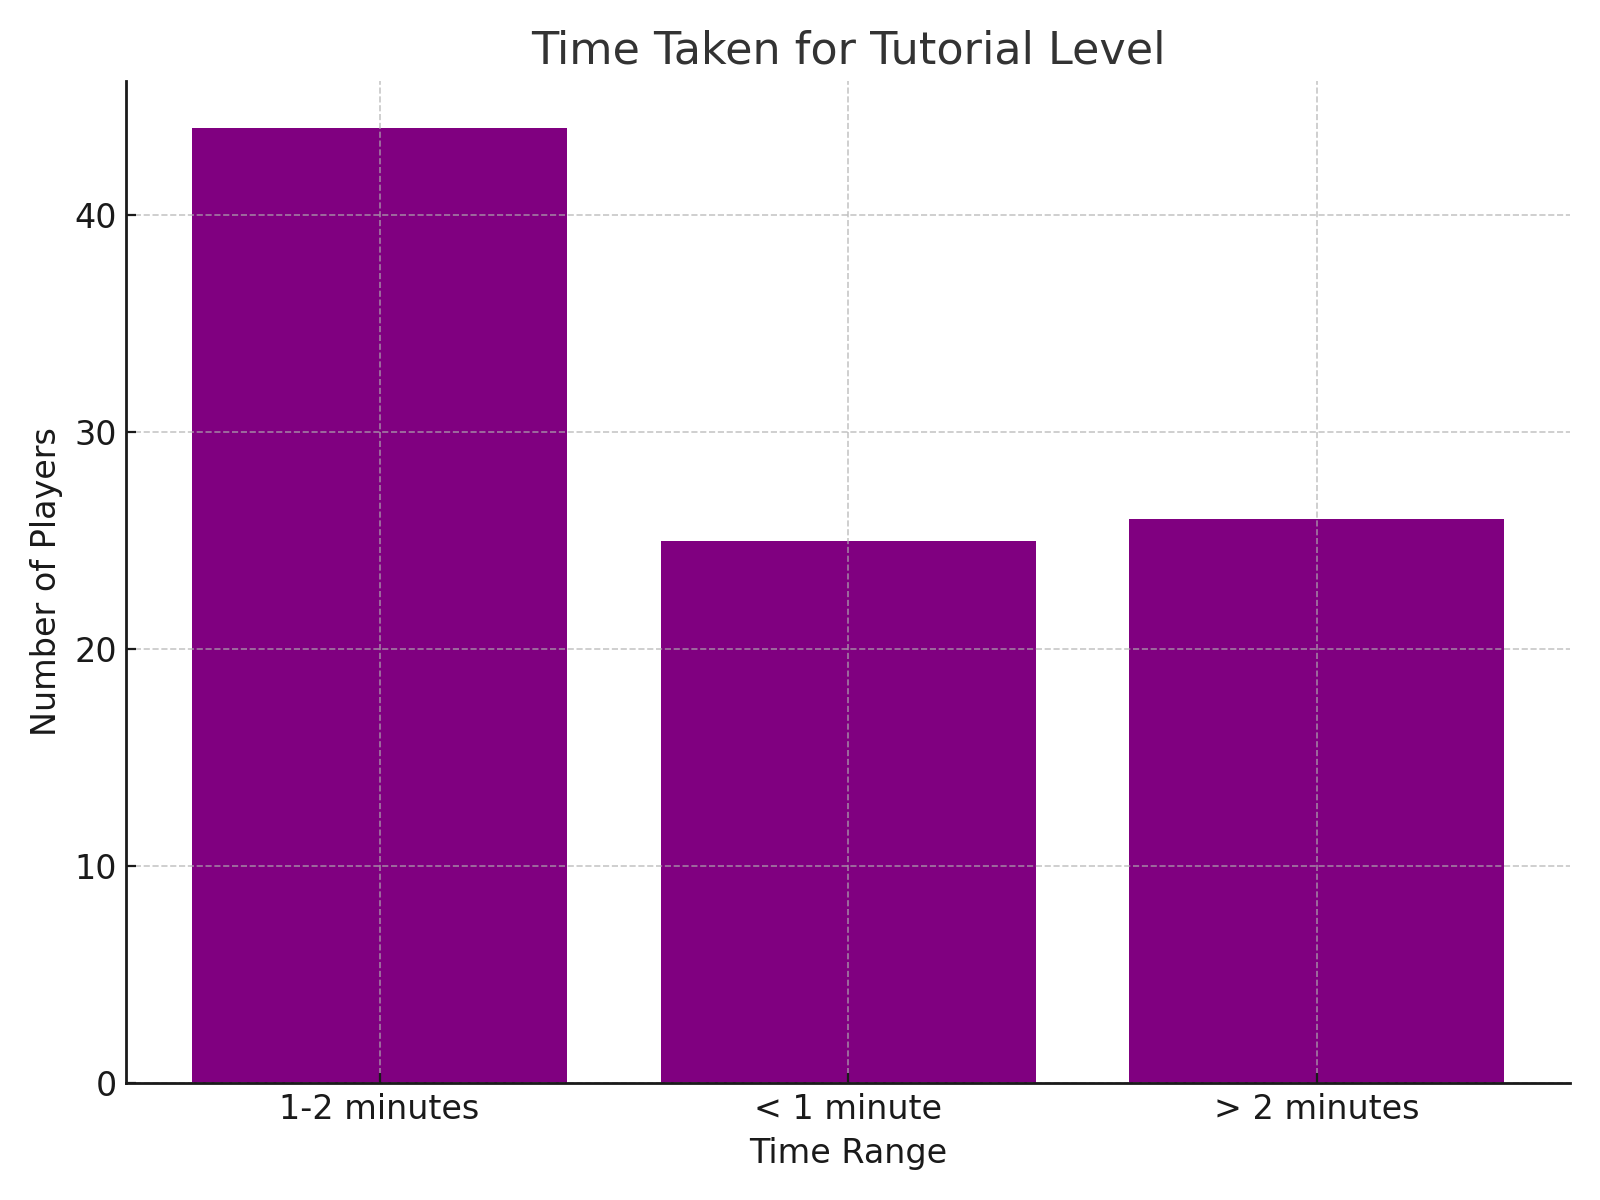 Time Taken for Tutorial Level
Number of Players
40
30
20
10
0
1-2 minutes
< 1 minute
> 2 minutes
Time Range